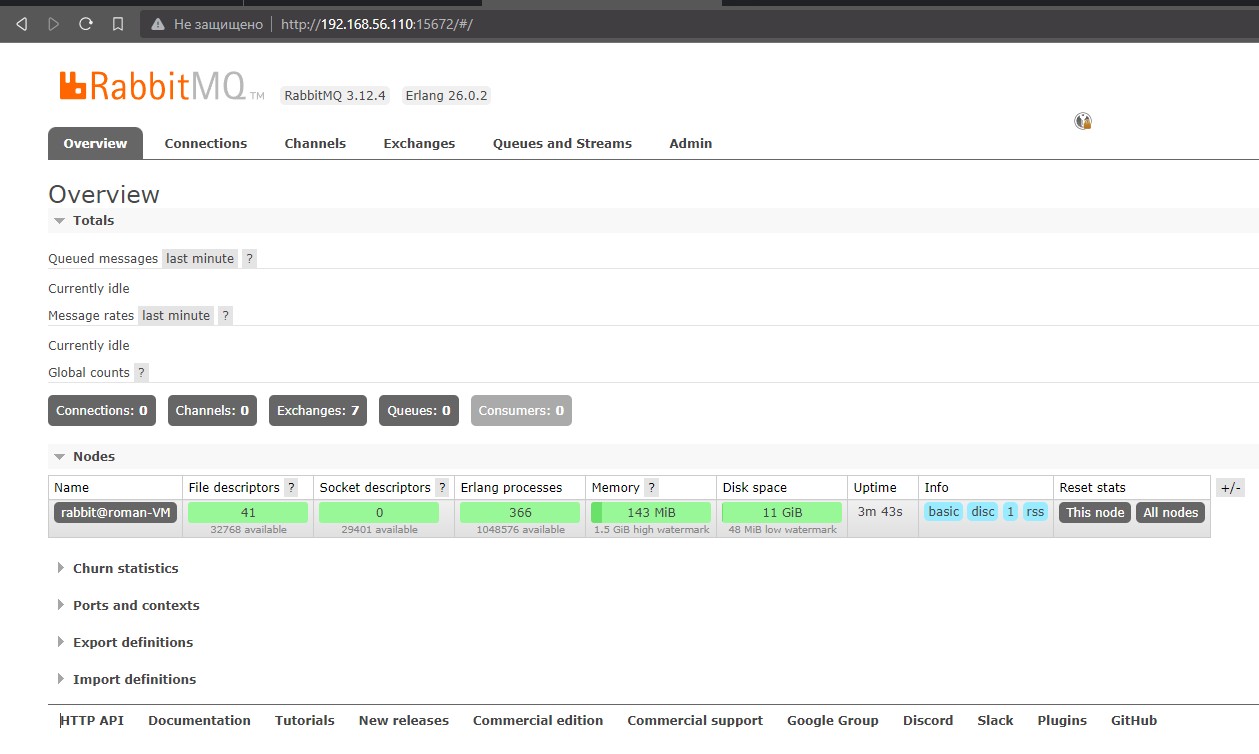 Не защищено http://192.168.56.110:15672/#/
RabbitMQ TM RabbitMQ 3.12.4 Erlang 26.0.2
Overview Connections Channels Exchanges Queues and Streams Admin
Overview
Totals
Queued messages last minute ?
Currently idle
Message rates last minute ?
Currently idle
Global counts ?
Connections: 0 Channels: 0 Exchanges: 7 Queues: 0 Consumers: 0
Nodes
Name File descriptors ? Socket descriptors ? Erlang processes Memory ? Disk space Uptime Info Reset stats +/-
rabbit@roman-VM 41 0 366 143 MiB 11 GiB 3m 43s basic disc 1 rss This node All nodes
32768 available 29401 available 1048576 available 1.5 GiB high watermark 48 MiB low watermark
Churn statistics
Ports and contexts
Export definitions
Import definitions
HTTP API Documentation Tutorials New releases Commercial edition Commercial support Google Group Discord Slack Plugins GitHub